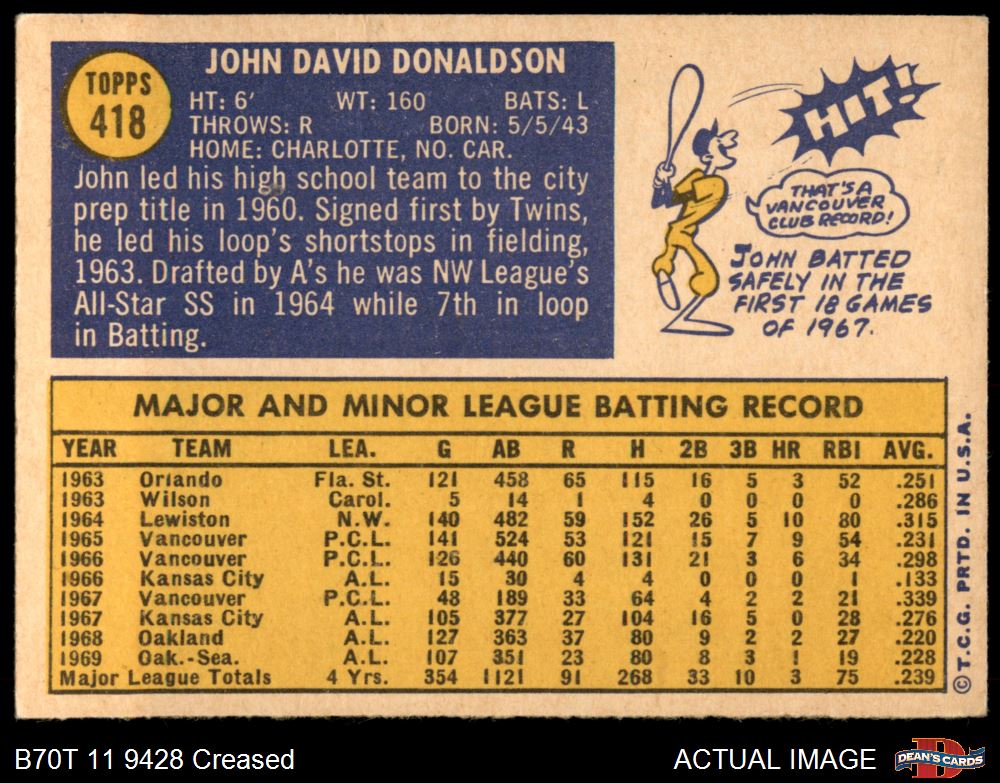 TOPPS
418
JOHN DAVID DONALDSON
HT: 6' WT: 160 BATS: L
THROWS: R BORN: 5/5/43
HOME: CHARLOTTE, NO. CAR.
John led his high school team to the city
prep title in 1960. Signed first by Twins,
he led his loop's shortstops in fielding,
1963. Drafted by A's he was NW League's
All-Star SS in 1964 while 7th in loop
in Batting.
HIT!
THAT'S A
VANCOUVER
CLUB RECORD!
JOHN BATTED
SAFELY IN THE
FIRST 18 GAMES
OF 1967.
MAJOR AND MINOR LEAGUE BATTING RECORD
YEAR TEAM LEA. G AB R H 2B 3B HR RBI AVG.
1963 Orlando Fla. St. 121 458 65 115 16 5 3 52 .251
1963 Wilson Carol. 5 14 1 4 0 0 0 0 .286
1964 Lewiston N.W. 140 482 59 152 26 5 10 80 .315
1965 Vancouver P.C.L. 141 524 53 121 15 7 9 54 .231
1966 Vancouver P.C.L. 126 440 60 131 21 3 6 34 .298
1966 Kansas City A.L. 15 30 4 4 0 0 0 1 .133
1967 Vancouver P.C.L. 48 189 33 64 4 2 2 21 .339
1967 Kansas City A.L. 105 377 27 104 16 5 0 28 .276
1968 Oakland A.L. 127 363 37 80 9 2 2 27 .220
1969 Oak.-Sea. A.L. 107 351 23 80 8 3 1 19 .228
Major League Totals 4 Yrs. 354 1121 91 268 33 10 3 75 .239
© T.C.G. PRTD. IN U.S.A.
B70T 11 9428 Creased
ACTUAL IMAGE
D
DEAN'S CARDS